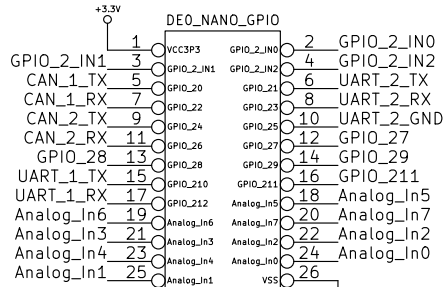 +3.3V
DE0_NANO_GPIO
1 VCC3P3 GPIO_2_IN0 2 GPIO_2_IN0
GPIO_2_IN1 3 GPIO_2_IN1 GPIO_2_IN2 4 GPIO_2_IN2
CAN_1_TX 5 GPIO_20 GPIO_21 6 UART_2_TX
CAN_1_RX 7 GPIO_22 GPIO_23 8 UART_2_RX
CAN_2_TX 9 GPIO_24 GPIO_25 10 UART_2_GND
CAN_2_RX 11 GPIO_26 GPIO_27 12 GPIO_27
GPIO_28 13 GPIO_28 GPIO_29 14 GPIO_29
UART_1_TX 15 GPIO_210 GPIO_211 16 GPIO_211
UART_1_RX 17 GPIO_212 Analog_In5 18 Analog_In5
Analog_In6 19 Analog_In6 Analog_In7 20 Analog_In7
Analog_In3 21 Analog_In3 Analog_In2 22 Analog_In2
Analog_In4 23 Analog_In4 Analog_In0 24 Analog_In0
Analog_In1 25 Analog_In1 VSS 26